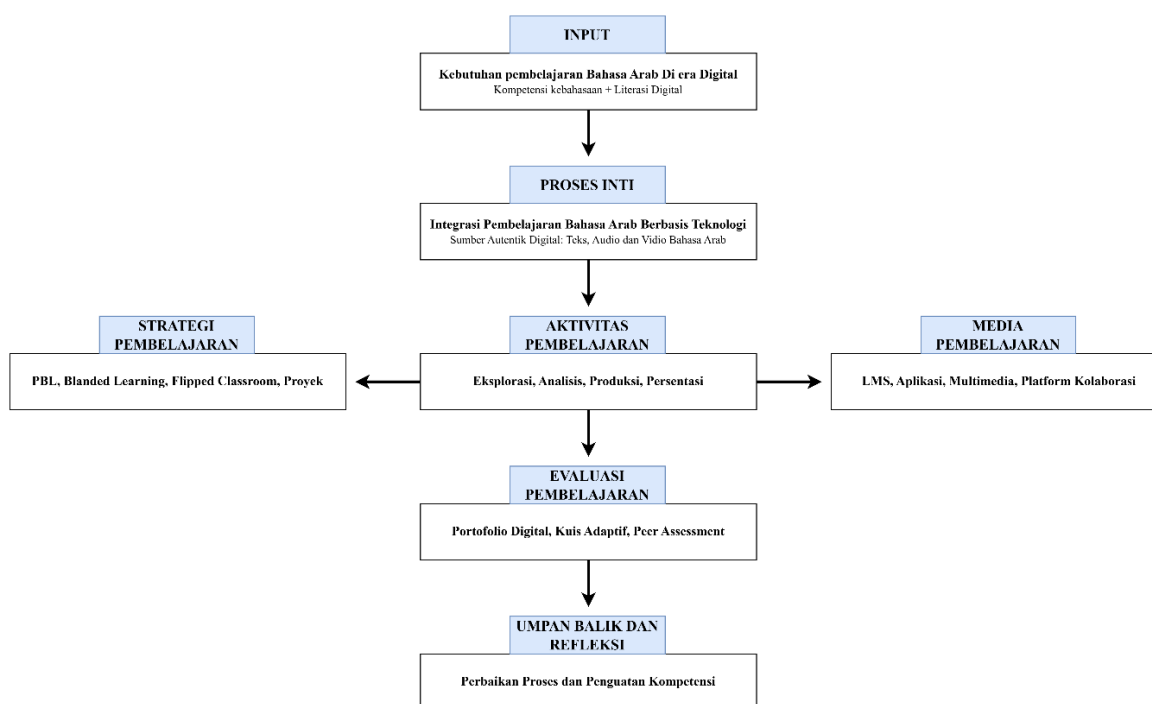 INPUT
Kebutuhan pembelajaran Bahasa Arab Di era Digital
Kompetensi kebahasaan + Literasi Digital
PROSES INTI
Integrasi Pembelajaran Bahasa Arab Berbasis Teknologi
Sumber Autentik Digital: Teks, Audio dan Vidio Bahasa Arab
STRATEGI
PEMBELAJARAN
PBL, Blanded Learning, Flipped Classroom, Proyek
AKTIVITAS
PEMBELAJARAN
Eksplorasi, Analisis, Produksi, Persentasi
MEDIA
PEMBELAJARAN
LMS, Aplikasi, Multimedia, Platform Kolaborasi
EVALUASI
PEMBELAJARAN
Portofolio Digital, Kuis Adaptif, Peer Assessment
UMPAN BALIK DAN
REFLEKSI
Perbaikan Proses dan Penguatan Kompetensi